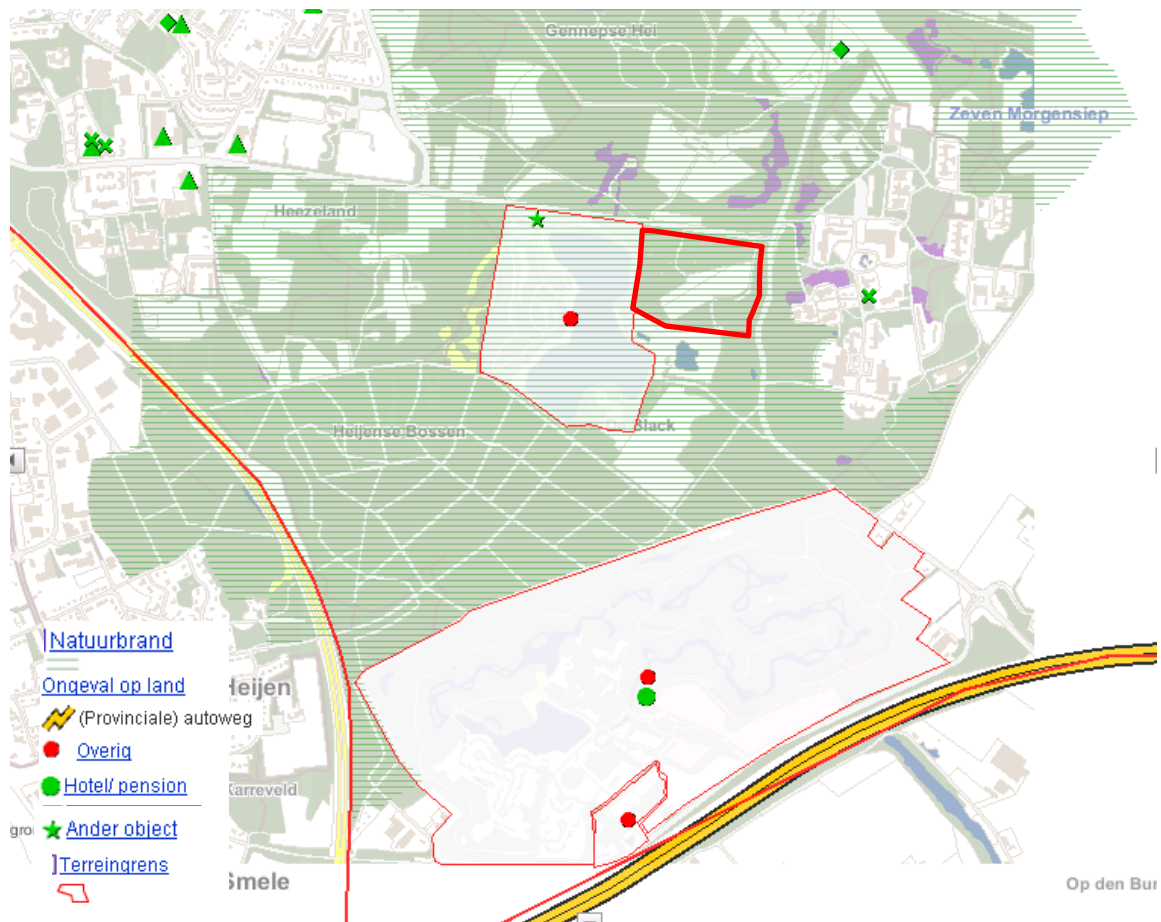 Gennepse Hei
Zeven Morgensiep
Heezeland
Heijense Bossen
Black
Natuurbrand
Ongeval op land
Heijen
(Provinciale) autoweg
Overig
Hotel/ pension
Karreveld
Ander object
Terreingrens
Smele
Op den Bur